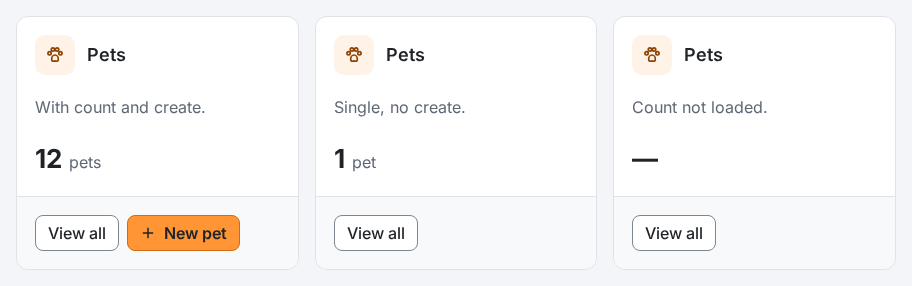 Pets
With count and create.
12 pets
View all
+ New pet
Pets
Single, no create.
1 pet
View all
Pets
Count not loaded.
—
View all